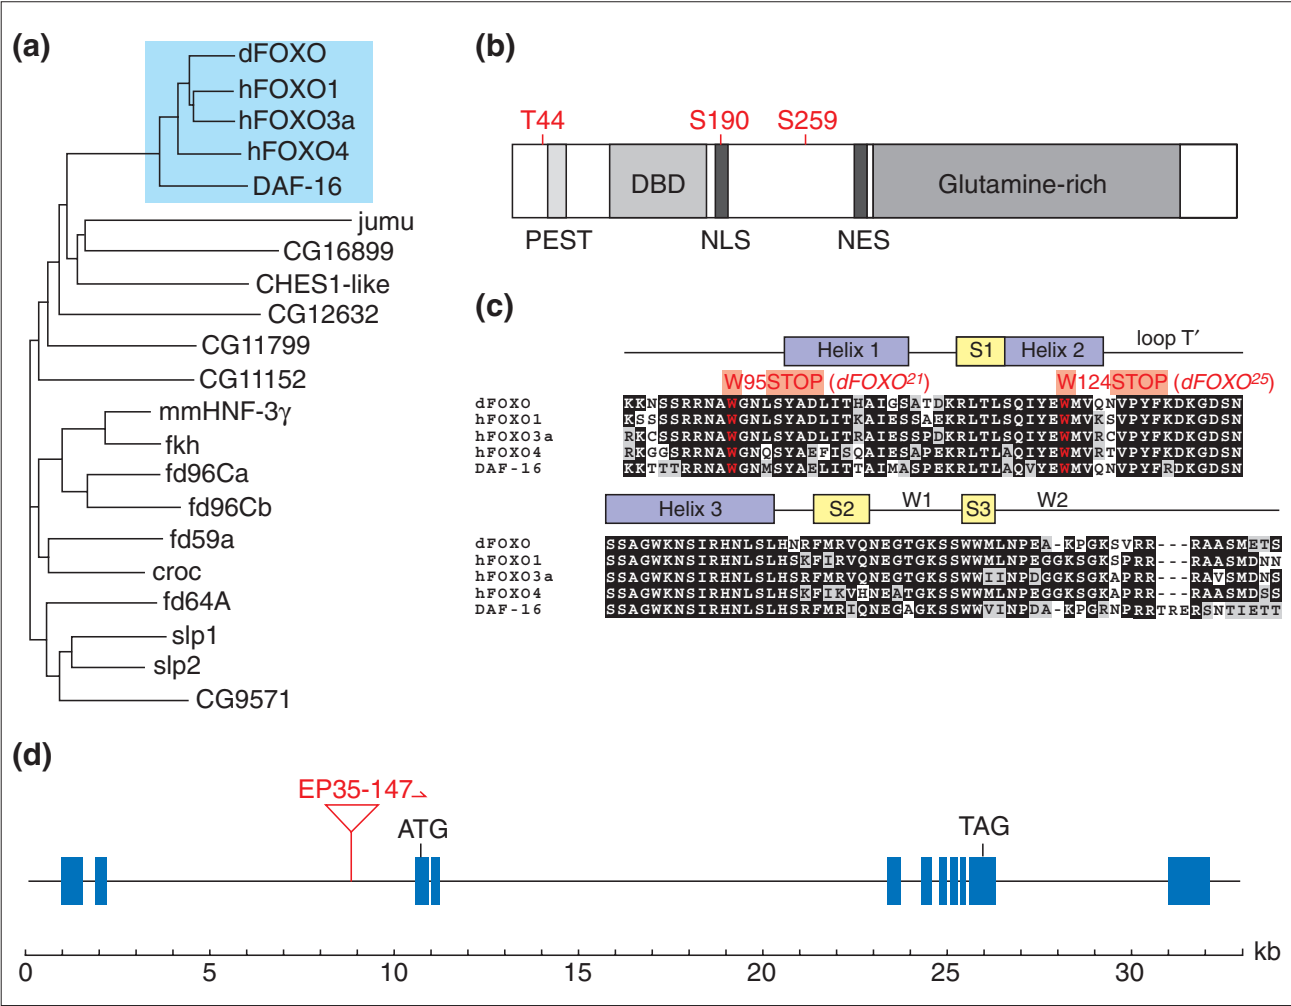 (a)
dFOXO
hFOXO1
hFOXO3a
hFOXO4
DAF-16
jumu
CG16899
CHES1-like
CG12632
CG11799
CG11152
mmHNF-3γ
fkh
fd96Ca
fd96Cb
fd59a
croc
fd64A
slp1
slp2
CG9571
(b)
T44 S190 S259
DBD Glutamine-rich
PEST NLS NES
(c)
Helix 1 S1 Helix 2 loop T′
W95STOP (dFOXO21) W124STOP (dFOXO25)
dFOXO KKNSSRRNAWGNLSYADLITHAIGSATDKRLTLSQIYEWMVQNVPYFKDKGDSN
hFOXO1 KSSSSRRNAWGNLSYADLITKAIESSAEKRLTLSQIYEWMVKSVPYFKDKGDSN
hFOXO3a RKCSSRRNAWGNLSYADLITRAIESSPDKRLTLSQIYEWMVRCVPYFKDKGDSN
hFOXO4 RKGGSRRNAWGNQSYAEFISQAIESAPEKRLTLAQIYEWMVRTVPYFKDKGDSN
DAF-16 KKTTTRRNAWGNMSYAELITTAIMASPEKRLTLAQVYEWMVQNVPYFRDKGDSN
Helix 3 S2 W1 S3 W2
dFOXO SSAGWKNSIRHNLSLHNRFMRVQNEGTGKSSWWMLNPEA-KPGKSVRR---RAASMETS
hFOXO1 SSAGWKNSIRHNLSLHSKFIRVQNEGTGKSSWWMLNPEGGKSGKSPRR---RAASMDNN
hFOXO3a SSAGWKNSIRHNLSLHSRFMRVQNEGTGKSSWWIINPDGGKSGKAPRR---RAVSMDNS
hFOXO4 SSAGWKNSIRHNLSLHSKFIKVHNEATGKSSWWMLNPEGGKSGKAPRR---RAASMDSS
DAF-16 SSAGWKNSIRHNLSLHSRFMRIQNEGAGKSSWWVINPDA-KPGRNPRRTRERSNTIETT
(d)
EP35-147
ATG TAG
0 5 10 15 20 25 30 kb